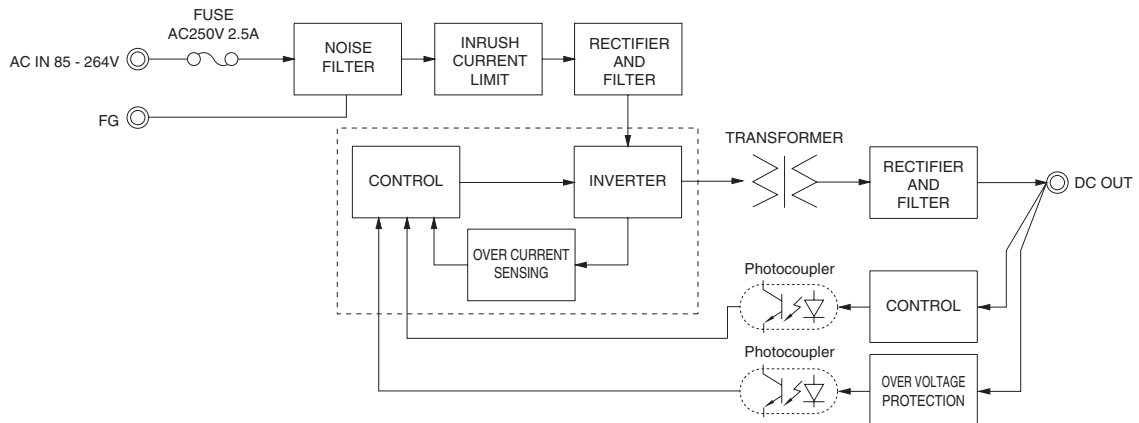 FUSE
AC250V 2.5A
AC IN 85 - 264V
NOISE
FILTER
INRUSH
CURRENT
LIMIT
RECTIFIER
AND
FILTER
FG
TRANSFORMER
CONTROL
INVERTER
RECTIFIER
AND
FILTER
DC OUT
OVER CURRENT
SENSING
Photocoupler
CONTROL
Photocoupler
OVER VOLTAGE
PROTECTION